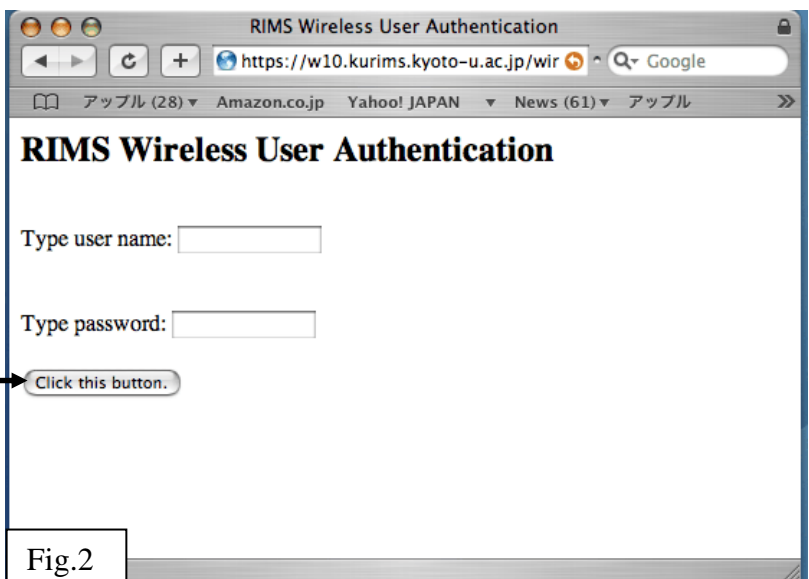 RIMS Wireless User Authentication
https://w10.kurims.kyoto-u.ac.jp/wir
Google
アップル (28) Amazon.co.jp Yahoo! JAPAN News (61) アップル
RIMS Wireless User Authentication
Type user name:
Type password:
Click this button.
Fig.2